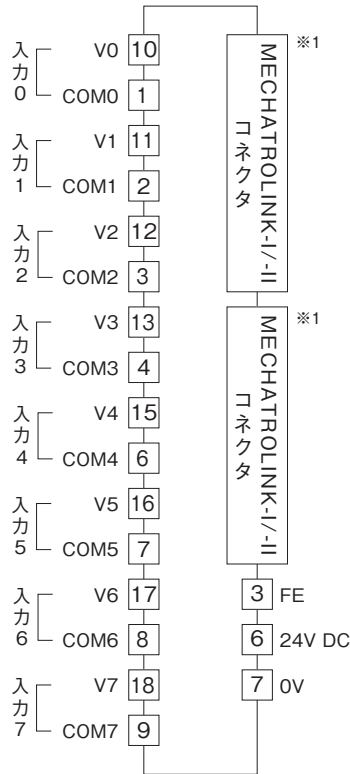 入力0
V0 10
COM0 1
入力1
V1 11
COM1 2
入力2
V2 12
COM2 3
入力3
V3 13
COM3 4
入力4
V4 15
COM4 6
入力5
V5 16
COM5 7
入力6
V6 17
COM6 8
入力7
V7 18
COM7 9
MECHATROLINK-I/-II
コネクタ
※1
MECHATROLINK-I/-II
コネクタ
※1
3 FE
6 24V DC
7 0V